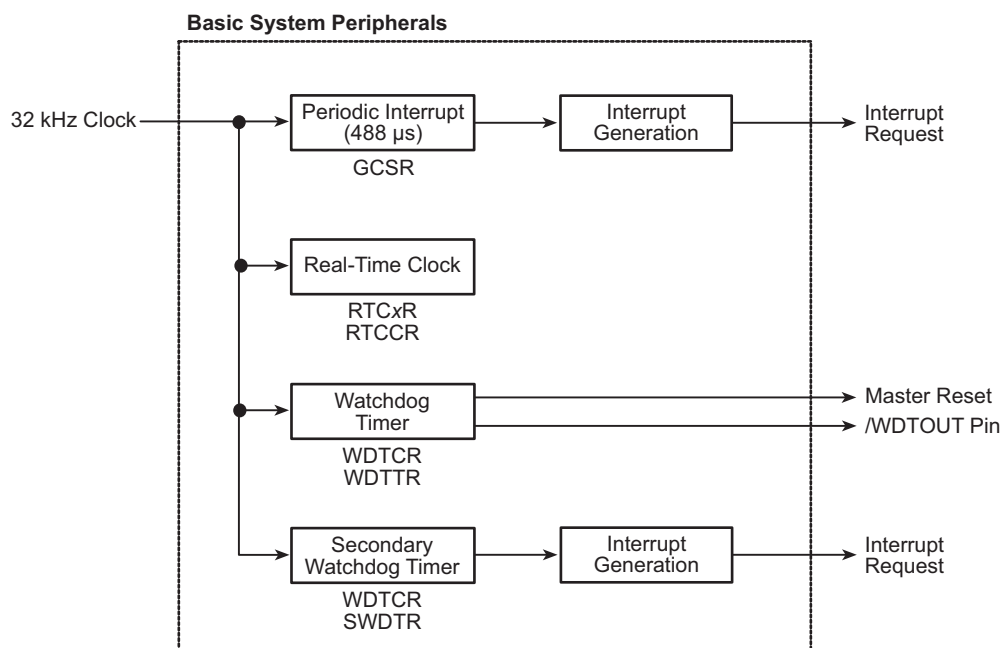 Basic System Peripherals
32 kHz Clock
Periodic Interrupt
(488 µs)
GCSR
Interrupt
Generation
Interrupt
Request
Real-Time Clock
RTCxR
RTCCR
Watchdog
Timer
WDTCR
WDTTR
Master Reset
/WDTOUT Pin
Secondary
Watchdog Timer
WDTCR
SWDTR
Interrupt
Generation
Interrupt
Request